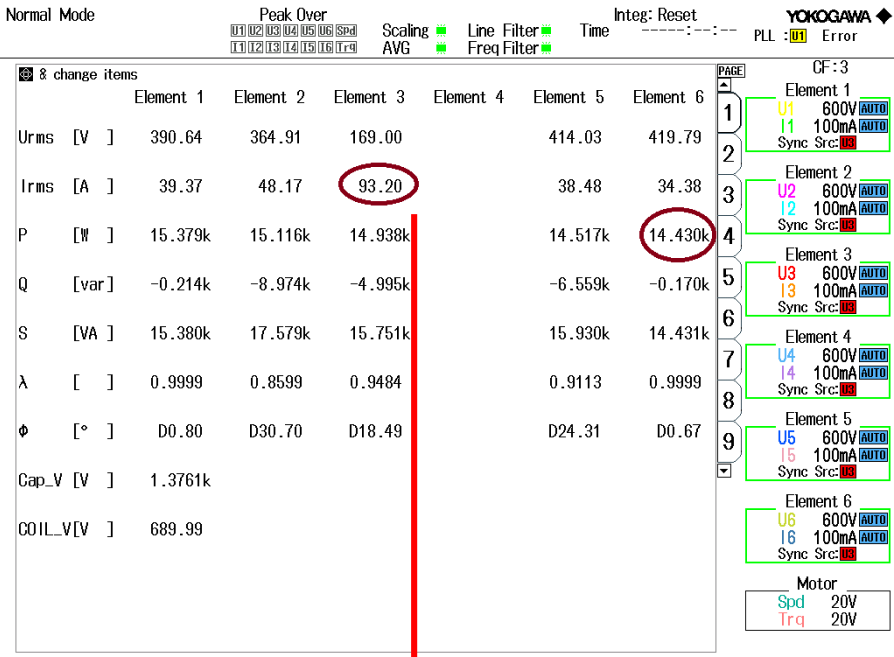 Normal Mode Peak Over Scaling Line Filter Integ: Reset YOKOGAWA
U1 U2 U3 U4 U5 U6 Spd AVG Freq Filter Time -----:--:-- PLL :U1 Error
I1 I2 I3 I4 I5 I6 Trq
& change items PAGE CF:3
Element 1 Element 2 Element 3 Element 4 Element 5 Element 6
Urms [V ] 390.64 364.91 169.00 414.03 419.79
Irms [A ] 39.37 48.17 93.20 38.48 34.38
P [W ] 15.379k 15.116k 14.938k 14.517k 14.430k
Q [var] -0.214k -8.974k -4.995k -6.559k -0.170k
S [VA ] 15.380k 17.579k 15.751k 15.930k 14.431k
λ [ ] 0.9999 0.8599 0.9484 0.9113 0.9999
Φ [° ] D0.80 D30.70 D18.49 D24.31 D0.67
Cap_V [V ] 1.3761k
COIL_V[V ] 689.99
1
2
3
4
5
6
7
8
9
Element 1
U1 600V AUTO
I1 100mA AUTO
Sync Src:U3
Element 2
U2 600V AUTO
I2 100mA AUTO
Sync Src:U3
Element 3
U3 600V AUTO
I3 100mA AUTO
Sync Src:U3
Element 4
U4 600V AUTO
I4 100mA AUTO
Sync Src:U3
Element 5
U5 600V AUTO
I5 100mA AUTO
Sync Src:U3
Element 6
U6 600V AUTO
I6 100mA AUTO
Sync Src:U3
Motor
Spd 20V
Trq 20V